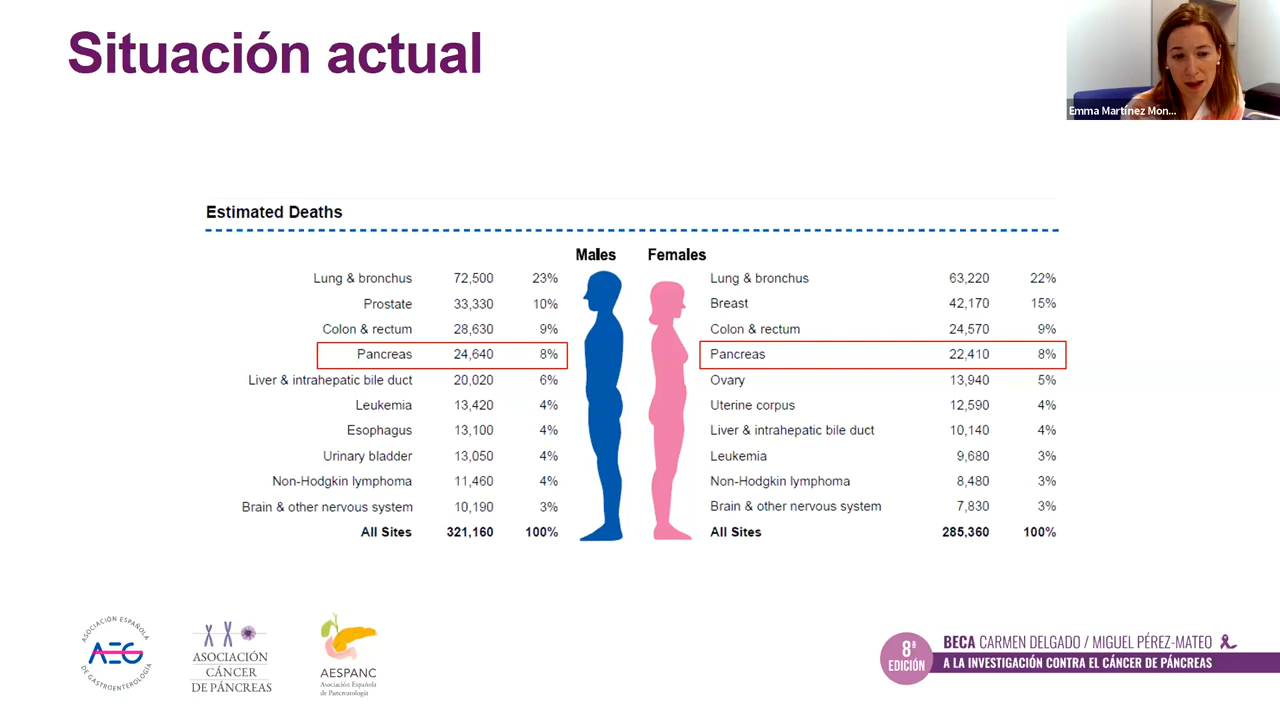 Situación actual
Emma Martínez Mon...
Estimated Deaths
Males Females
Lung & bronchus 72,500 23% Lung & bronchus 63,220 22%
Prostate 33,330 10% Breast 42,170 15%
Colon & rectum 28,630 9% Colon & rectum 24,570 9%
Pancreas 24,640 8% Pancreas 22,410 8%
Liver & intrahepatic bile duct 20,020 6% Ovary 13,940 5%
Leukemia 13,420 4% Uterine corpus 12,590 4%
Esophagus 13,100 4% Liver & intrahepatic bile duct 10,140 4%
Urinary bladder 13,050 4% Leukemia 9,680 3%
Non-Hodgkin lymphoma 11,460 4% Non-Hodgkin lymphoma 8,480 3%
Brain & other nervous system 10,190 3% Brain & other nervous system 7,830 3%
All Sites 321,160 100% All Sites 285,360 100%
ASOCIACIÓN ESPAÑOLA
AEG
DE GASTROENTEROLOGÍA
ASOCIACIÓN
CÁNCER
DE PÁNCREAS
AESPANC
Asociación Española
de Pancreatología
8ª
EDICIÓN
BECA CARMEN DELGADO / MIGUEL PÉREZ-MATEO
A LA INVESTIGACIÓN CONTRA EL CÁNCER DE PÁNCREAS